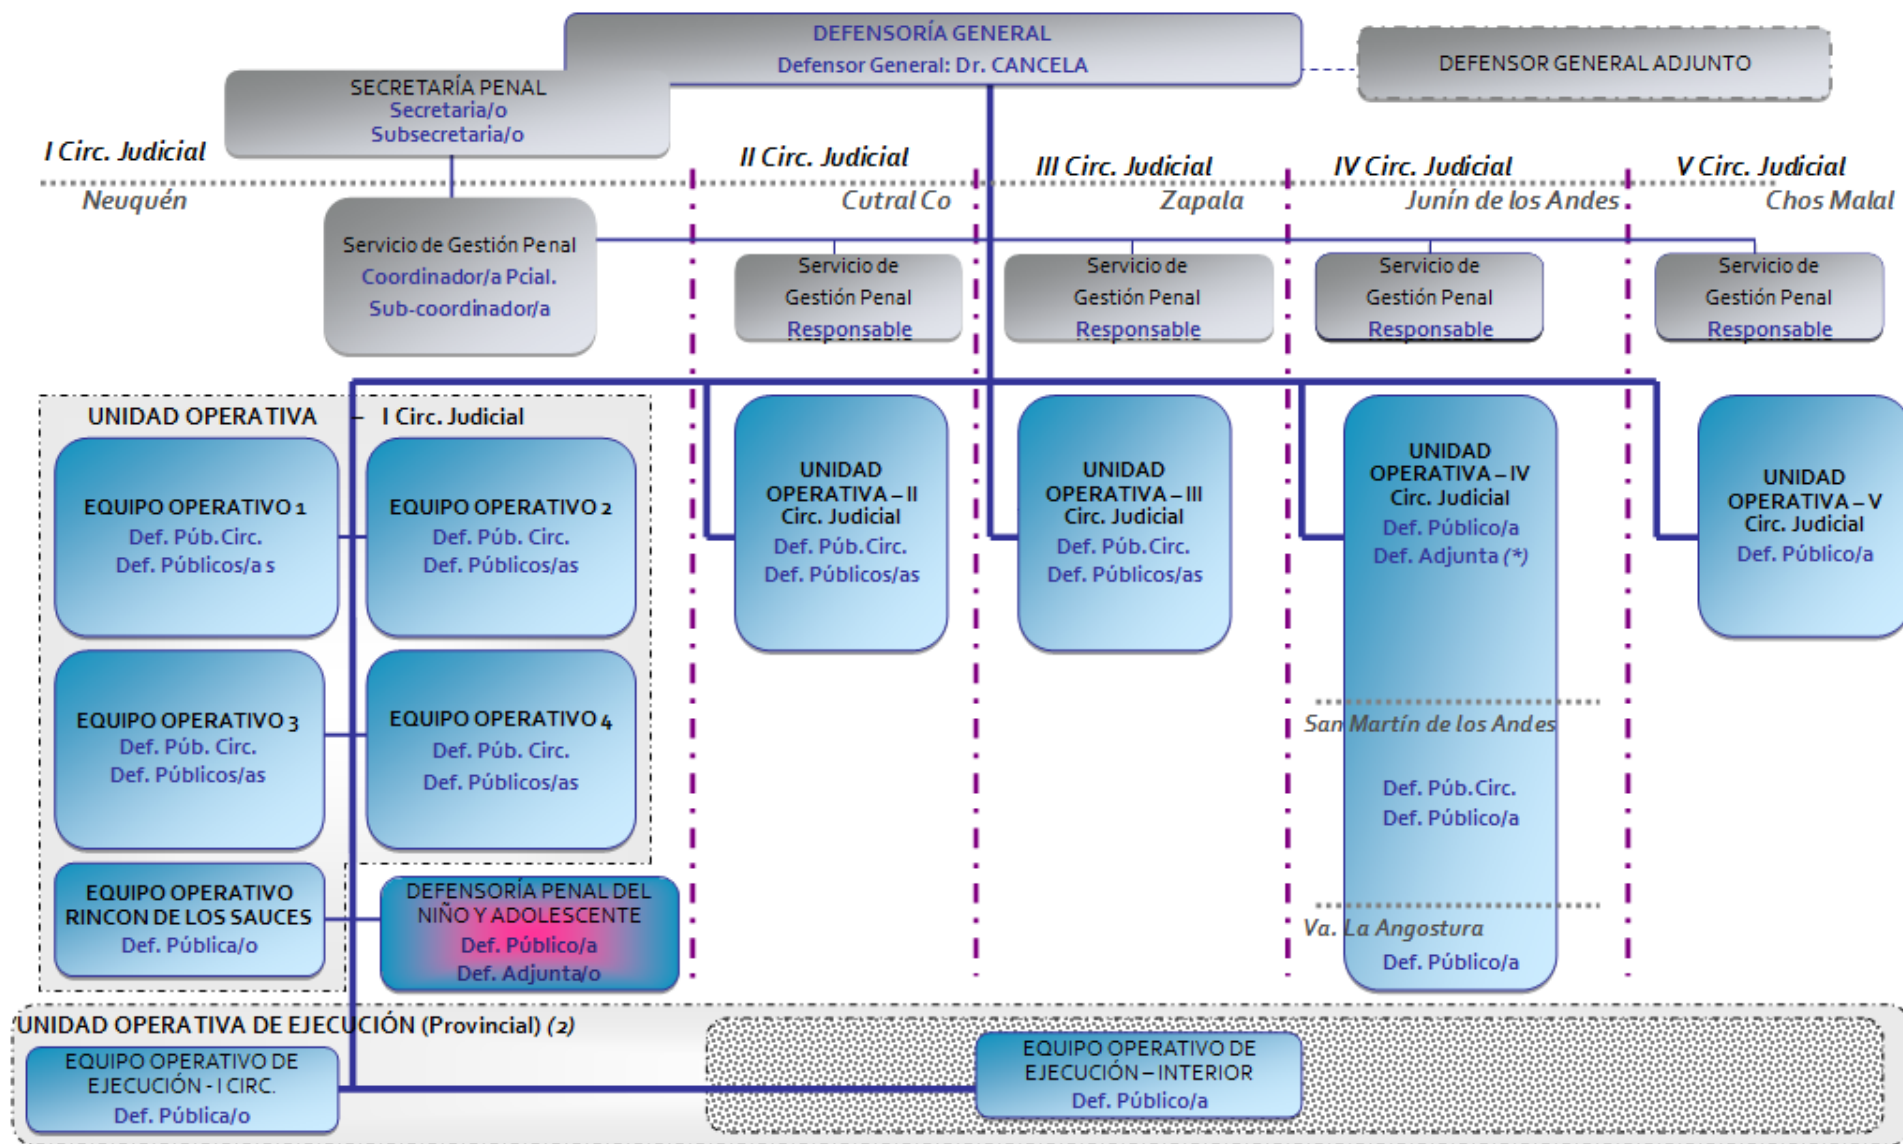 DEFENSORÍA GENERAL
Defensor General: Dr. CANCELA
DEFENSOR GENERAL ADJUNTO
SECRETARÍA PENAL
Secretaria/o
Subsecretaria/o
I Circ. Judicial
II Circ. Judicial
III Circ. Judicial
IV Circ. Judicial
V Circ. Judicial
Neuquén
Cutral Co
Zapala
Junín de los Andes
Chos Malal
Servicio de Gestión Penal
Coordinador/a Pcial.
Sub-coordinador/a
Servicio de
Gestión Penal
Responsable
Servicio de
Gestión Penal
Responsable
Servicio de
Gestión Penal
Responsable
Servicio de
Gestión Penal
Responsable
UNIDAD OPERATIVA – I Circ. Judicial
EQUIPO OPERATIVO 1
Def. Púb.Circ.
Def. Públicos/a s
EQUIPO OPERATIVO 2
Def. Púb. Circ.
Def. Públicos/as
EQUIPO OPERATIVO 3
Def. Púb. Circ.
Def. Públicos/as
EQUIPO OPERATIVO 4
Def. Púb. Circ.
Def. Públicos/as
EQUIPO OPERATIVO
RINCON DE LOS SAUCES
Def. Pública/o
DEFENSORÍA PENAL DEL
NIÑO Y ADOLESCENTE
Def. Público/a
Def. Adjunta/o
UNIDAD
OPERATIVA – II
Circ. Judicial
Def. Púb.Circ.
Def. Públicos/as
UNIDAD
OPERATIVA – III
Circ. Judicial
Def. Púb.Circ.
Def. Públicos/as
UNIDAD
OPERATIVA – IV
Circ. Judicial
Def. Público/a
Def. Adjunta (*)
San Martín de los Andes
Def. Púb.Circ.
Def. Público/a
Va. La Angostura
Def. Público/a
UNIDAD
OPERATIVA – V
Circ. Judicial
Def. Público/a
UNIDAD OPERATIVA DE EJECUCIÓN (Provincial) (2)
EQUIPO OPERATIVO DE
EJECUCIÓN - I CIRC.
Def. Pública/o
EQUIPO OPERATIVO DE
EJECUCIÓN – INTERIOR
Def. Público/a